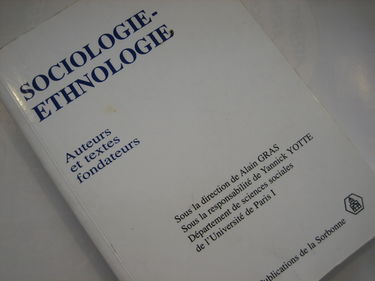 SOCIOLOGIE-
ETHNOLOGIE
Auteurs
et textes
fondateurs
Sous la direction de Alain GRAS
Sous la responsabilité de Yannick YOTTE
Département de sciences sociales
de l'Université de Paris I
Publications de la Sorbonne